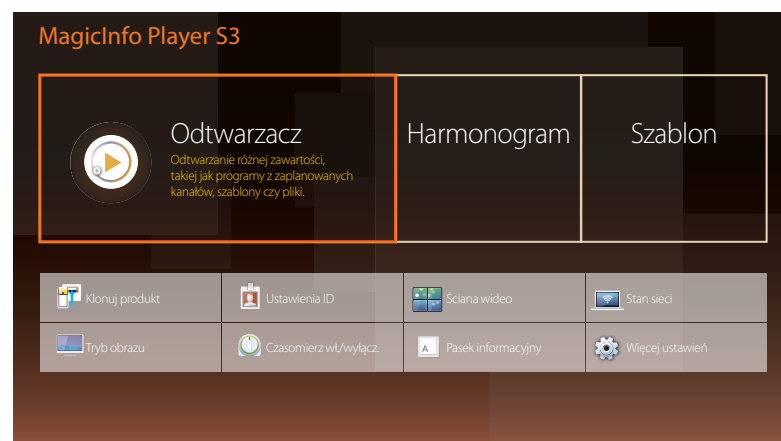 MagicInfo Player S3
Odtwarzacz
Odtwarzanie różnej zawartości,
takiej jak programy z zaplanowanych
kanałów, szablony czy pliki.
Harmonogram
Szablon
Klonuj produkt
Ustawienia ID
Ściana wideo
Stan sieci
Tryb obrazu
Czasomierz wł./wyłącz.
A
Pasek informacyjny
Więcej ustawień